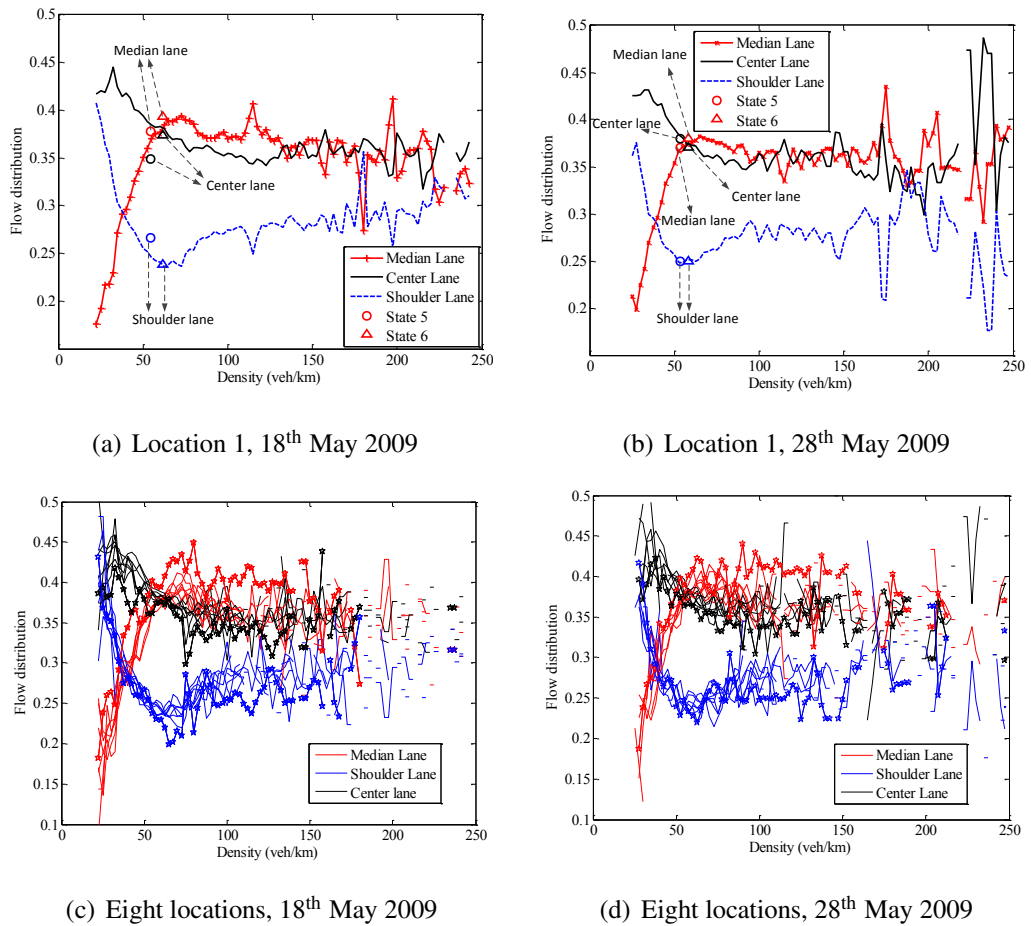 0.5
0.45
0.4
0.35
0.3
0.25
0.2
Flow distribution
Median lane
Center lane
Shoulder lane
Median Lane
Center Lane
Shoulder Lane
State 5
State 6
0 50 100 150 200 250
Density (veh/km)
(a) Location 1, 18th May 2009
0.5
0.45
0.4
0.35
0.3
0.25
0.2
Flow distribution
Median lane
Center lane
Center lane
Median lane
Shoulder lane
Median Lane
Center Lane
Shoulder Lane
State 5
State 6
0 50 100 150 200 250
Density (veh/km)
(b) Location 1, 28th May 2009
0.5
0.45
0.4
0.35
0.3
0.25
0.2
0.15
0.1
Flow distribution
Median Lane
Shoulder Lane
Center lane
0 50 100 150 200 250
Density (veh/km)
(c) Eight locations, 18th May 2009
0.5
0.45
0.4
0.35
0.3
0.25
0.2
0.15
0.1
Flow distribution
Median Lane
Shoulder Lane
Center Lane
0 50 100 150 200 250
Density (veh/km)
(d) Eight locations, 28th May 2009